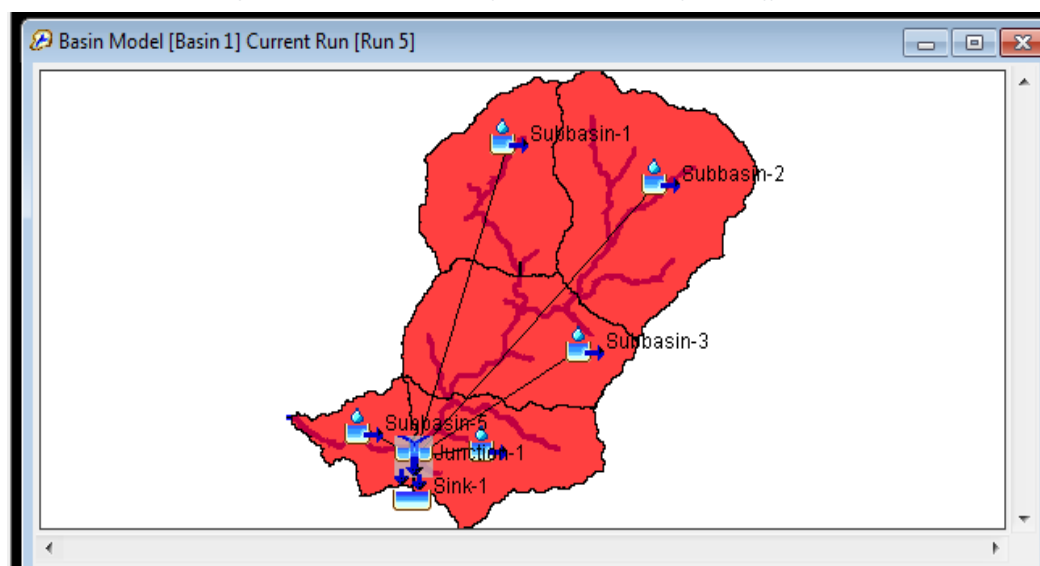 Basin Model [Basin 1] Current Run [Run 5]
Subbasin-1
Subbasin-2
Subbasin-3
Subbasin-5
Junction-1
Sink-1